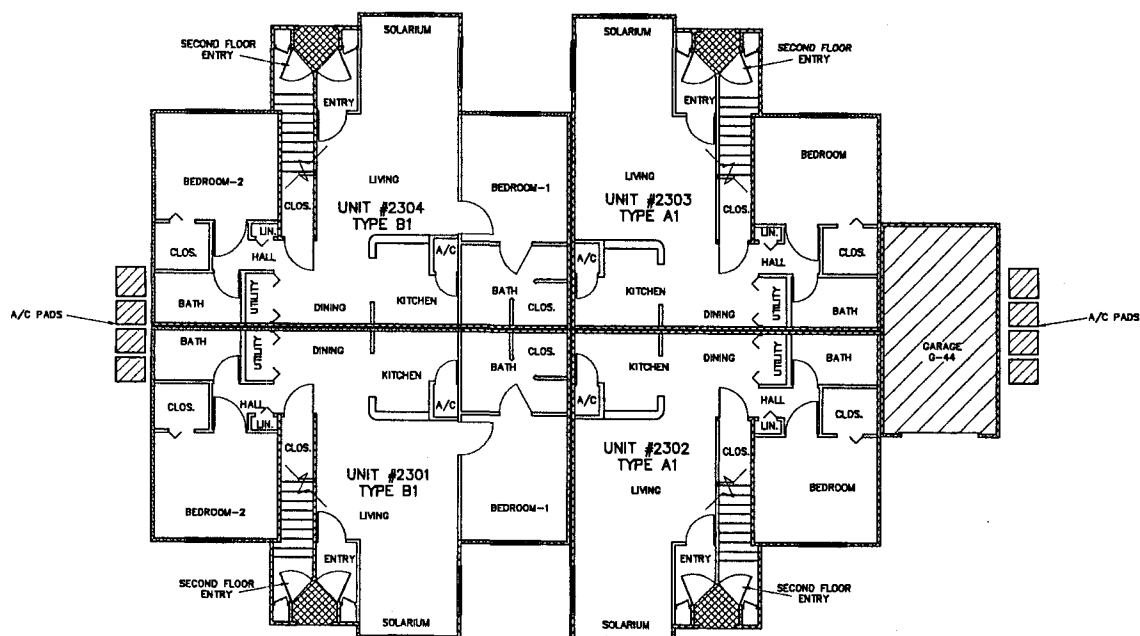 SOLARIUM
SOLARIUM
SECOND FLOOR
ENTRY
SECOND FLOOR
ENTRY
ENTRY
ENTRY
BEDROOM-2
LIVING
BEDROOM-1
LIVING
BEDROOM
UNIT #2304
TYPE B1
UNIT #2303
TYPE A1
CLOS.
CLOS.
LIN.
LIN.
CLOS.
HALL
A/C
A/C
HALL
CLOS.
BATH
UTILITY
DINING
KITCHEN
BATH
CLOS.
KITCHEN
DINING
UTILITY
BATH
A/C PADS
A/C PADS
BATH
UTILITY
DINING
KITCHEN
BATH
CLOS.
KITCHEN
DINING
UTILITY
BATH
GARAGE
G-44
CLOS.
HALL
LIN.
A/C
A/C
HALL
LIN.
CLOS.
CLOS.
CLOS.
UNIT #2301
TYPE B1
UNIT #2302
TYPE A1
BEDROOM-2
LIVING
BEDROOM-1
LIVING
BEDROOM
ENTRY
ENTRY
SECOND FLOOR
ENTRY
SECOND FLOOR
ENTRY
SOLARIUM
SOLARIUM